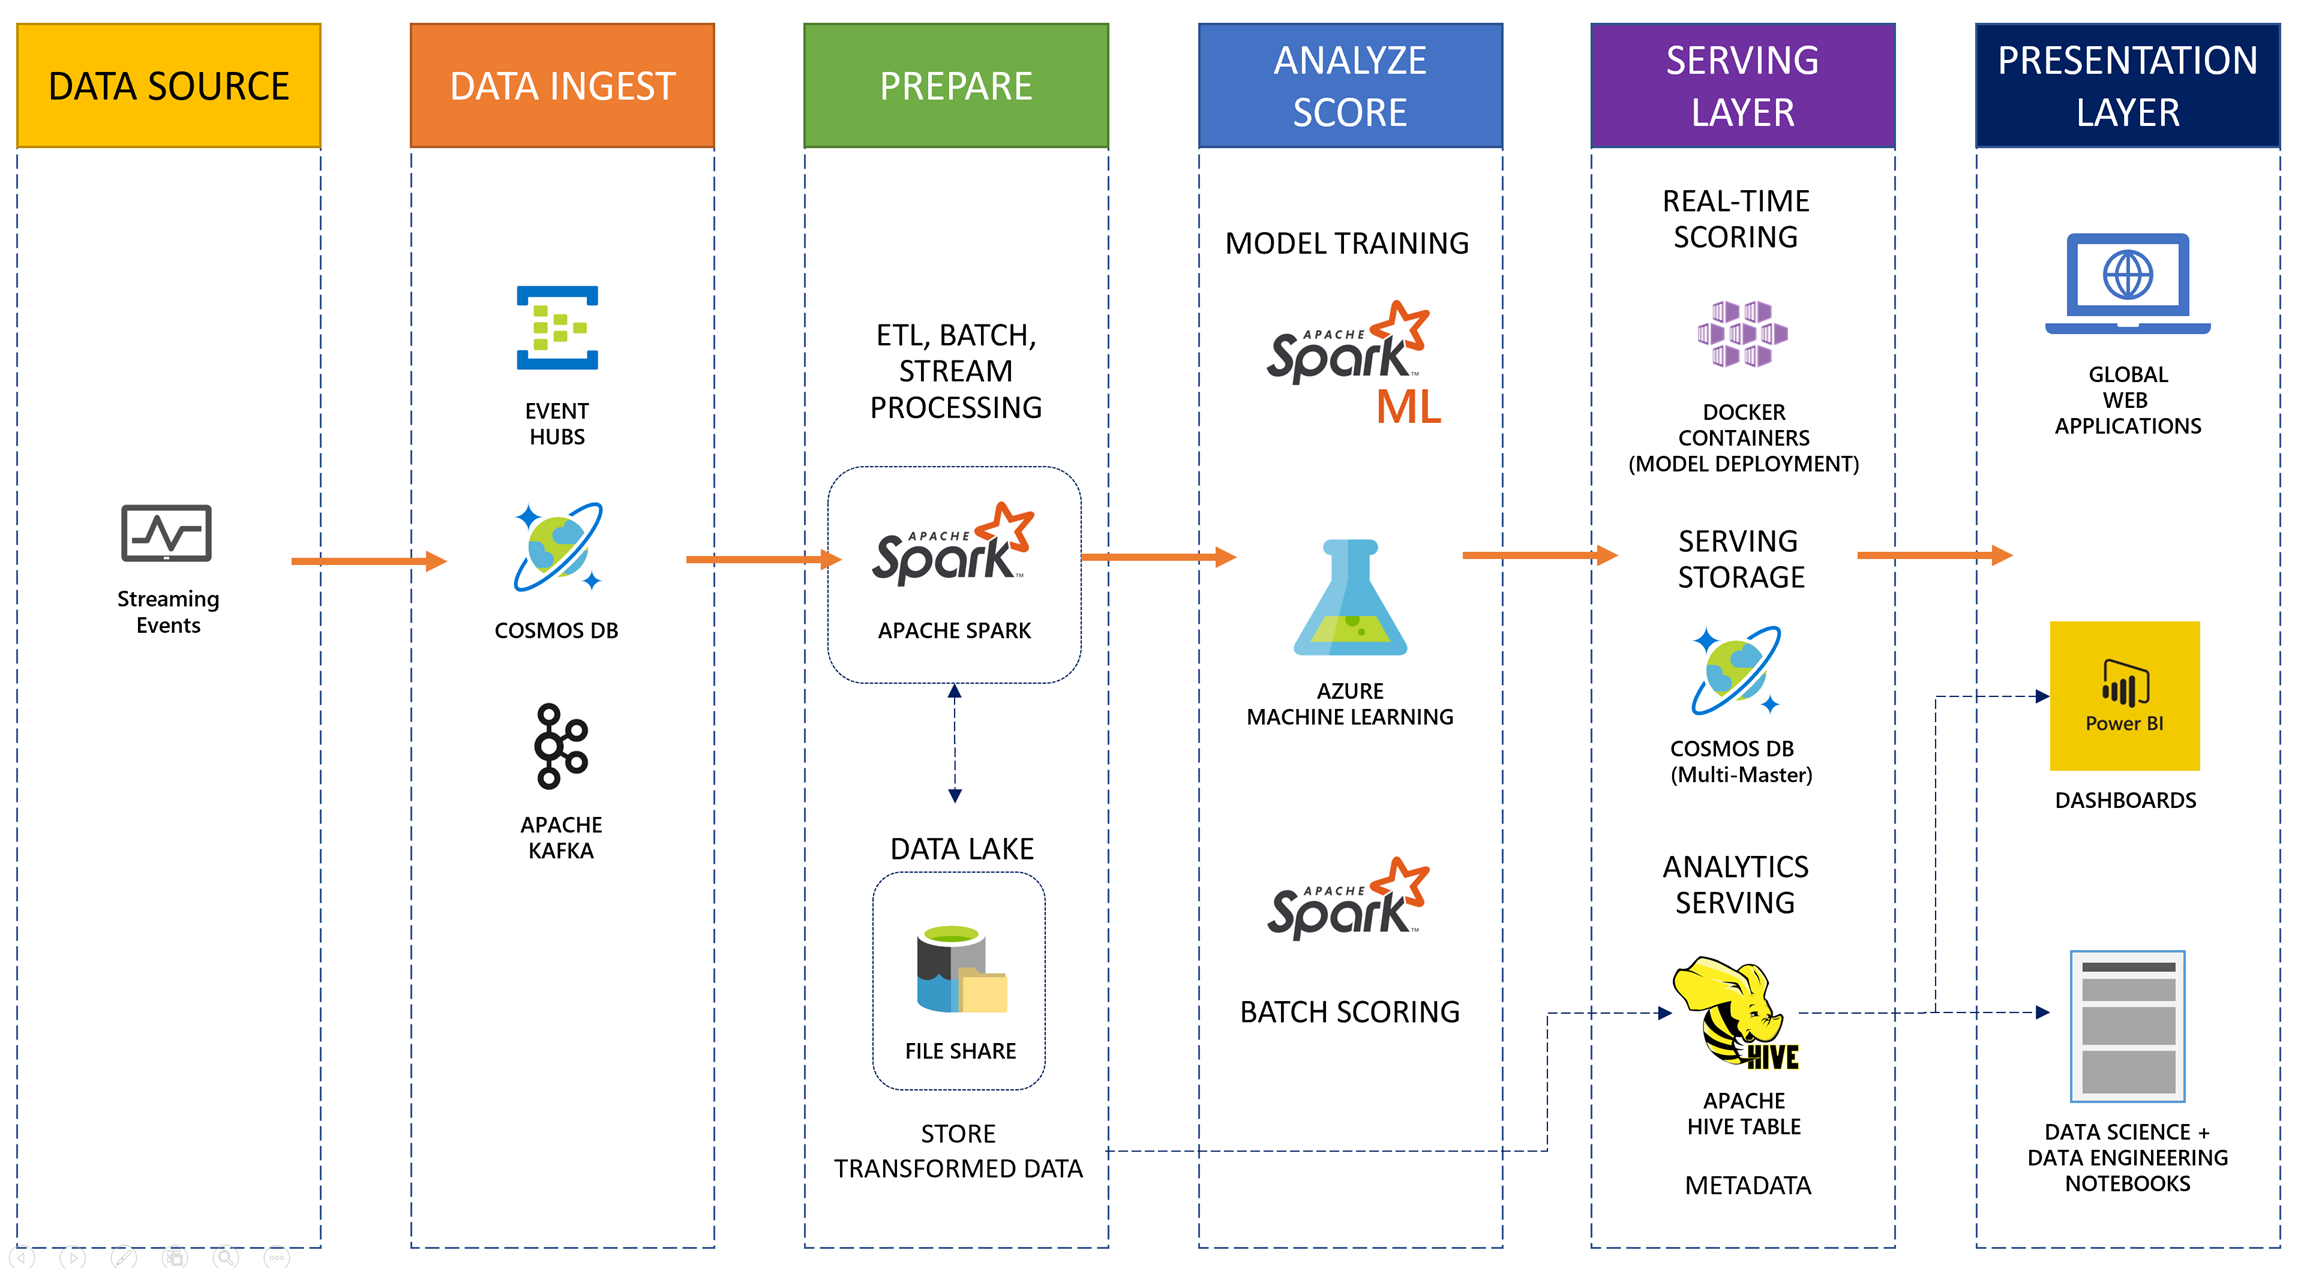 DATA SOURCE
Streaming
Events
DATA INGEST
EVENT
HUBS
COSMOS DB
APACHE
KAFKA
PREPARE
ETL, BATCH,
STREAM
PROCESSING
APACHE
Spark™
APACHE SPARK
DATA LAKE
FILE SHARE
STORE
TRANSFORMED DATA
ANALYZE
SCORE
MODEL TRAINING
APACHE
Spark™
ML
AZURE
MACHINE LEARNING
APACHE
Spark™
BATCH SCORING
SERVING
LAYER
REAL-TIME
SCORING
DOCKER
CONTAINERS
(MODEL DEPLOYMENT)
SERVING
STORAGE
COSMOS DB
(Multi-Master)
ANALYTICS
SERVING
HIVE
APACHE
HIVE TABLE
METADATA
PRESENTATION
LAYER
GLOBAL
WEB
APPLICATIONS
Power BI
DASHBOARDS
DATA SCIENCE +
DATA ENGINEERING
NOTEBOOKS